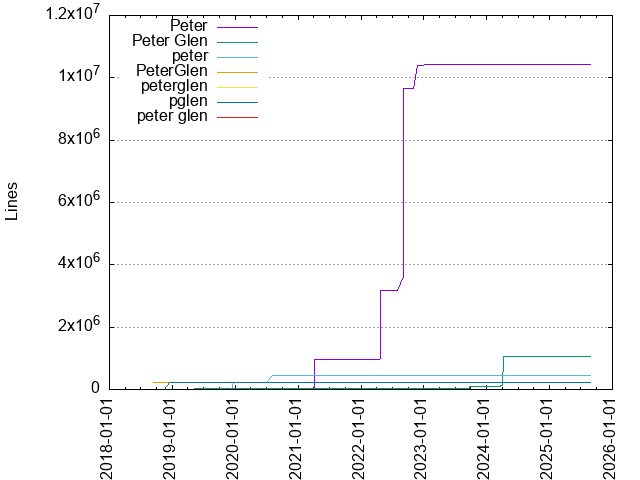 1.2x10^7
1x10^7
8x10^6
6x10^6
4x10^6
2x10^6
0
Lines
Peter
Peter Glen
peter
PeterGlen
peterglen
pglen
peter glen
2018-01-01
2019-01-01
2020-01-01
2021-01-01
2022-01-01
2023-01-01
2024-01-01
2025-01-01
2026-01-01